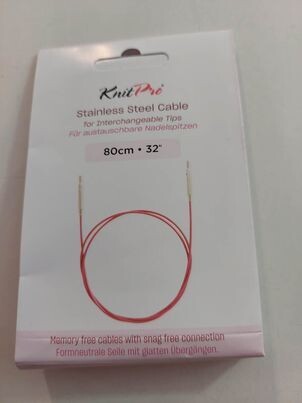 KnitPro
Stainless Steel Cable
for Interchangeable Tips
Für austauschbare Nadelspitzen
80cm • 32"
Memory free cables with snag free connection
Formneutrale Seile mit glatten Übergängen.